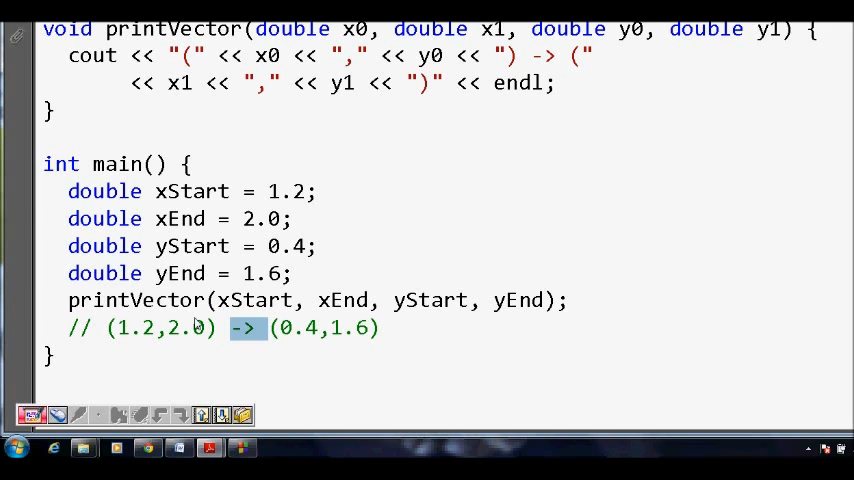 void printVector(double x0, double x1, double y0, double y1) {
cout << "(" << x0 << "," << y0 << ") -> ("
<< x1 << "," << y1 << ")" << endl;
}
int main() {
double xStart = 1.2;
double xEnd = 2.0;
double yStart = 0.4;
double yEnd = 1.6;
printVector(xStart, xEnd, yStart, yEnd);
// (1.2,2.0) -> (0.4,1.6)
}